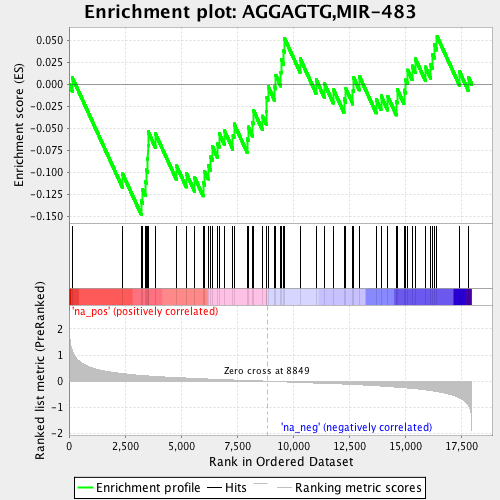 Enrichment plot: AGGAGTG,MIR-483
Enrichment score (ES)
0.050
0.025
0.000
-0.025
-0.050
-0.075
-0.100
-0.125
-0.150
'na_pos' (positively correlated)
Ranked list metric (PreRanked)
2
1
0
-1
-2
Zero cross at 8849
'na_neg' (negatively correlated)
0
2,500
5,000
7,500
10,000
12,500
15,000
17,500
Rank in Ordered Dataset
Enrichment profile
Hits
Ranking metric scores